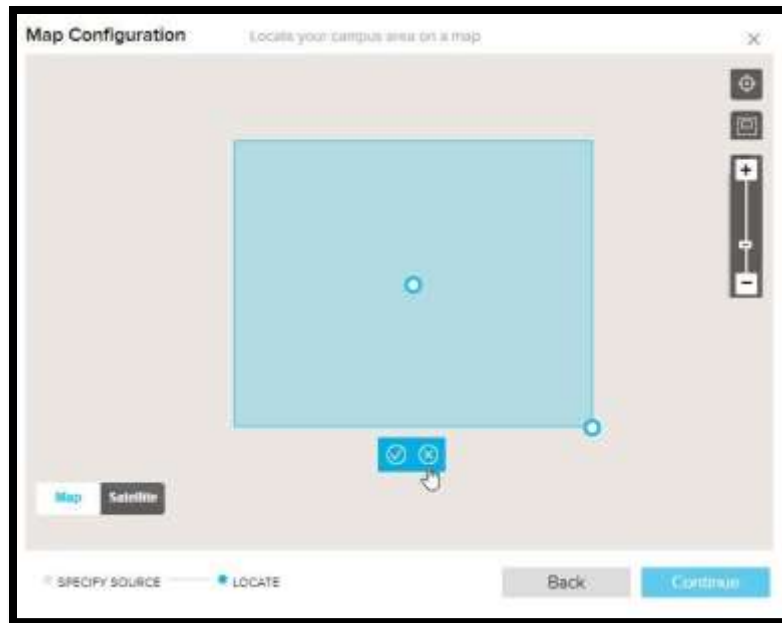 Map Configuration
Locate your campus area on a map
+
−
Map
Satellite
SPECIFY SOURCE
LOCATE
Back
Continue